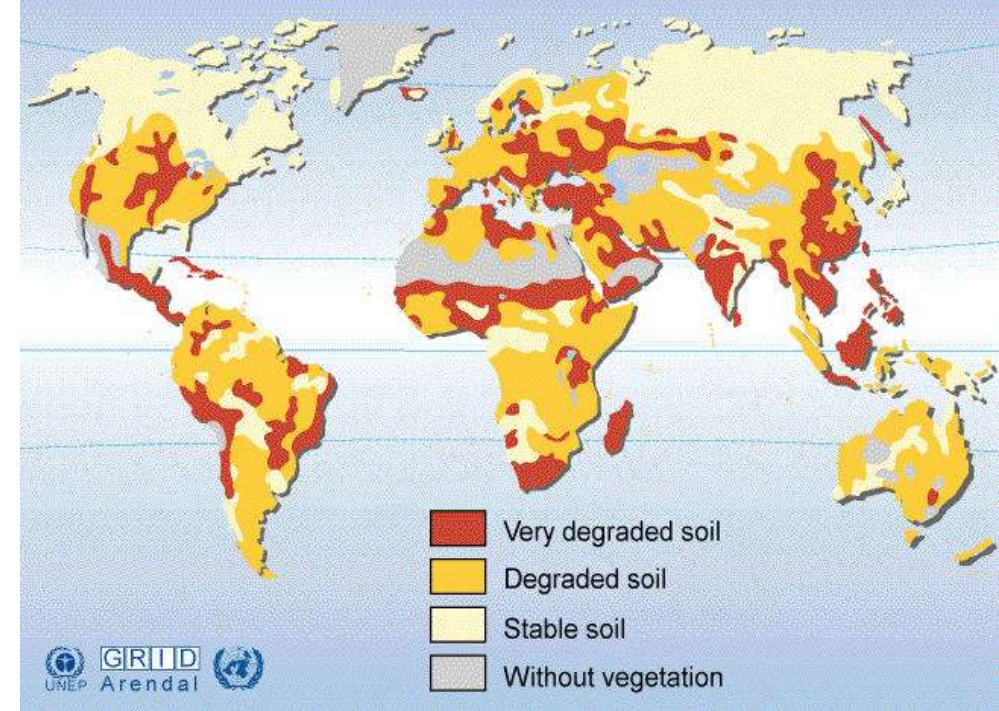 Very degraded soil
Degraded soil
Stable soil
Without vegetation
UNEP
GRID
Arendal